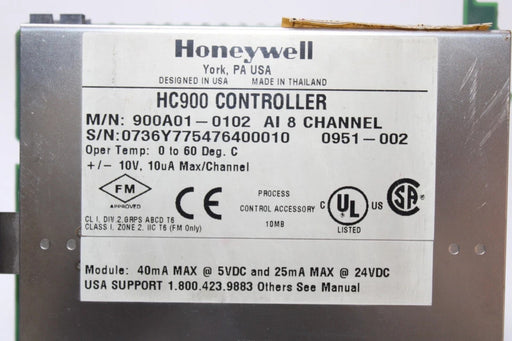 Honeywell
York, PA USA
DESIGNED IN USA MADE IN THAILAND
HC900 CONTROLLER
M/N: 900A01-0102 AI 8 CHANNEL
S/N:0736Y775476400010 0951-002
Oper Temp: 0 to 60 Deg. C
+/- 10V, 10uA Max/Channel
FM
APPROVED
CE
PROCESS
CONTROL ACCESSORY
10MB
C UL US
LISTED
SA
CL I, DIV 2, GRPS ABCD T6
CLASS I, ZONE 2, IIC T6 (FM Only)
Module: 40mA MAX @ 5VDC and 25mA MAX @ 24VDC
USA SUPPORT 1.800.423.9883 Others See Manual